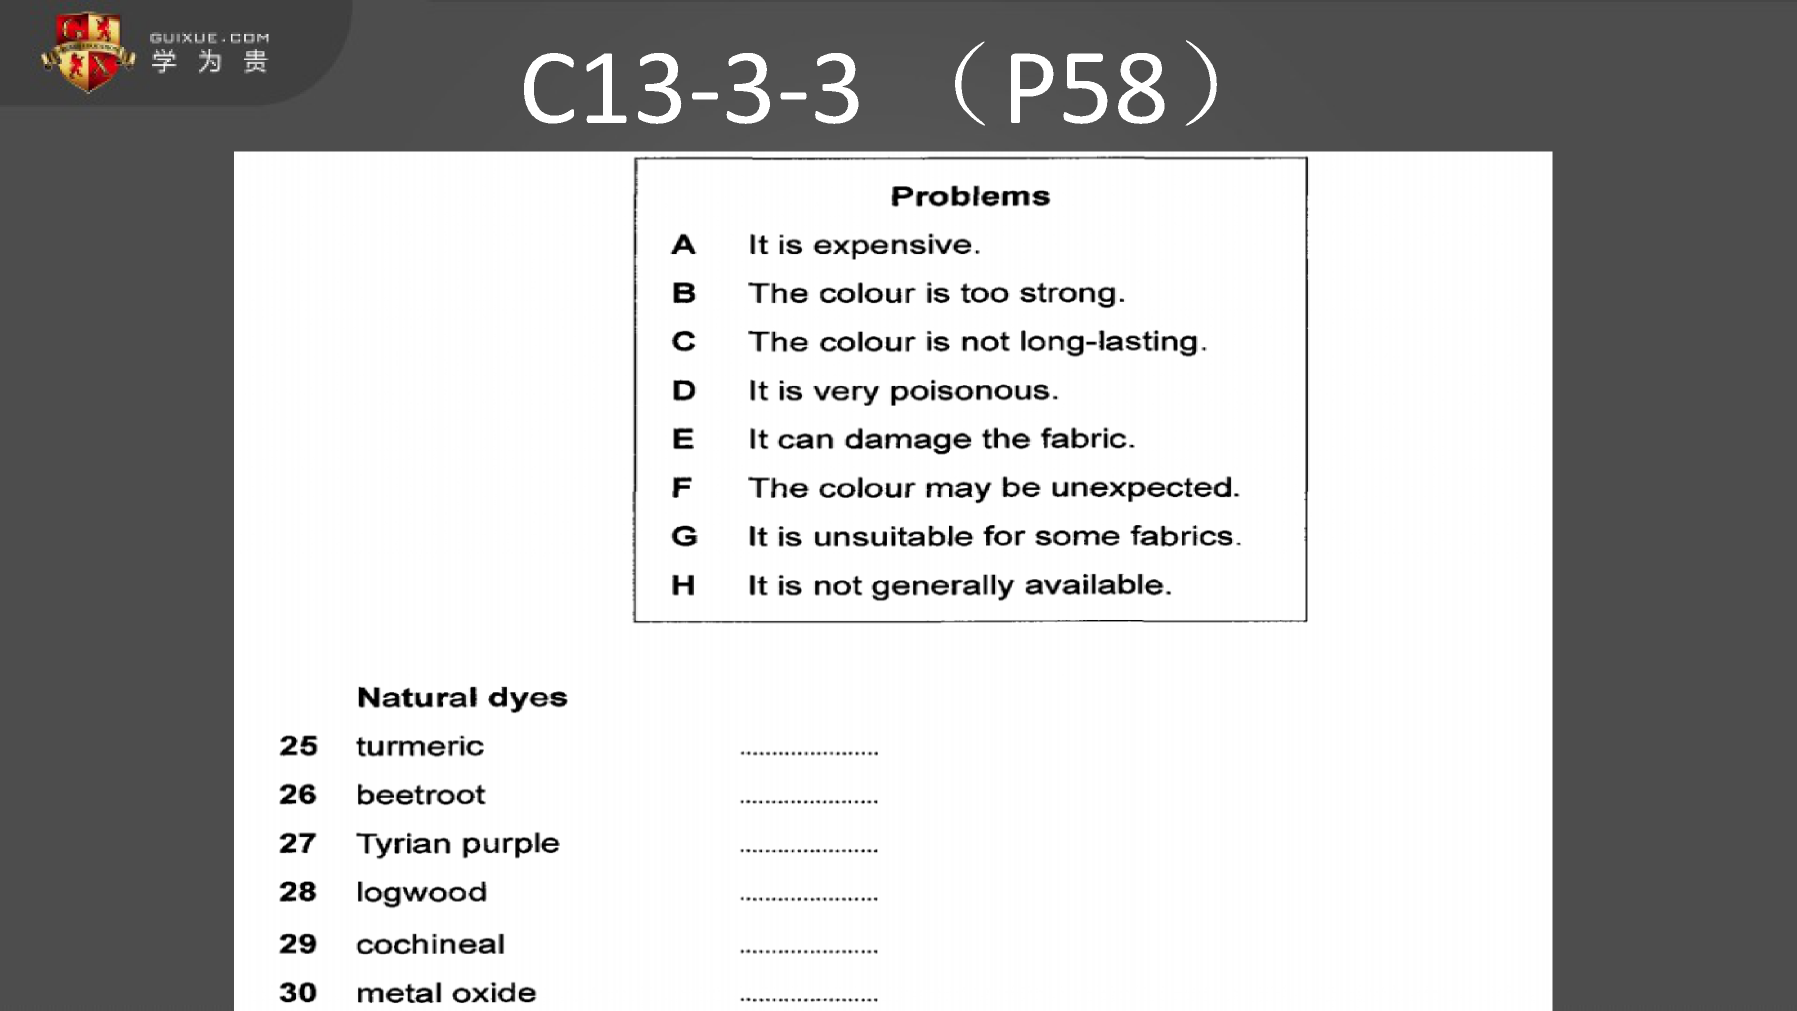 GUIXUE.COM
学为贵
C13-3-3 （P58）
Problems
A It is expensive.
B The colour is too strong.
C The colour is not long-lasting.
D It is very poisonous.
E It can damage the fabric.
F The colour may be unexpected.
G It is unsuitable for some fabrics.
H It is not generally available.
Natural dyes
25 turmeric ......................
26 beetroot ......................
27 Tyrian purple ......................
28 logwood ......................
29 cochineal ......................
30 metal oxide ......................